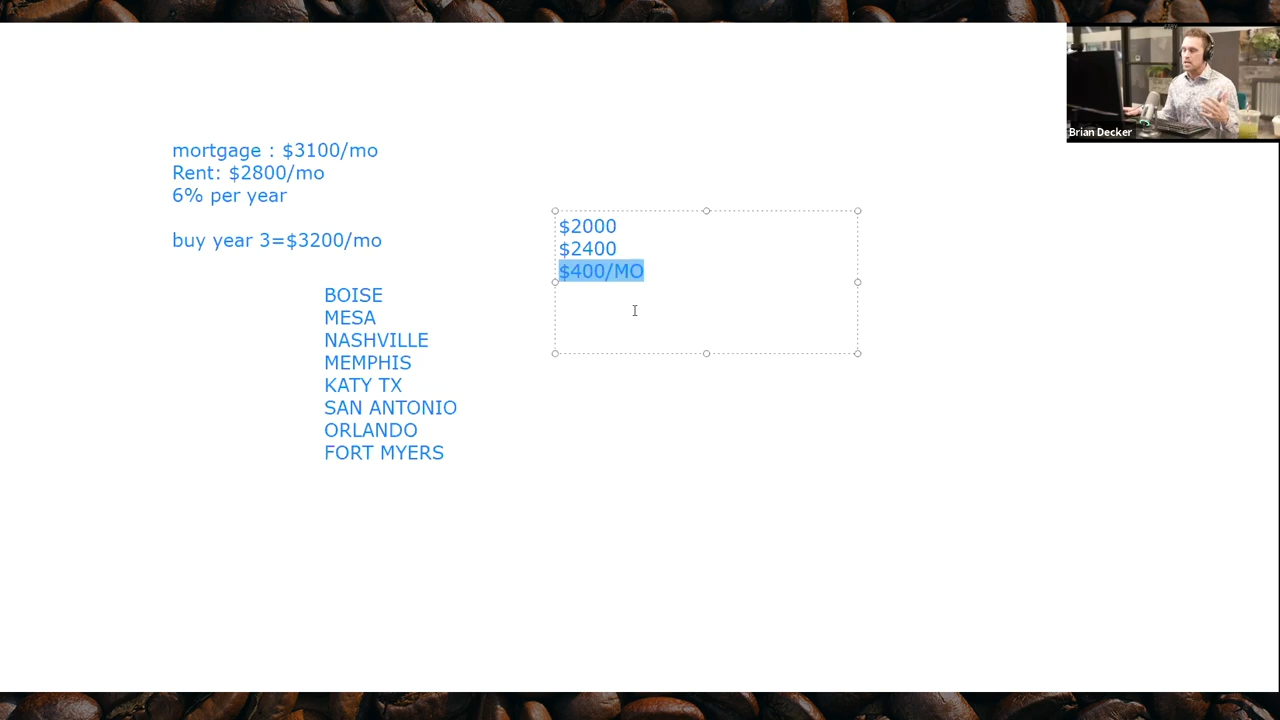 mortgage : $3100/mo
Rent: $2800/mo
6% per year
buy year 3=$3200/mo
BOISE
MESA
NASHVILLE
MEMPHIS
KATY TX
SAN ANTONIO
ORLANDO
FORT MYERS
$2000
$2400
$400/MO
Brian Decker